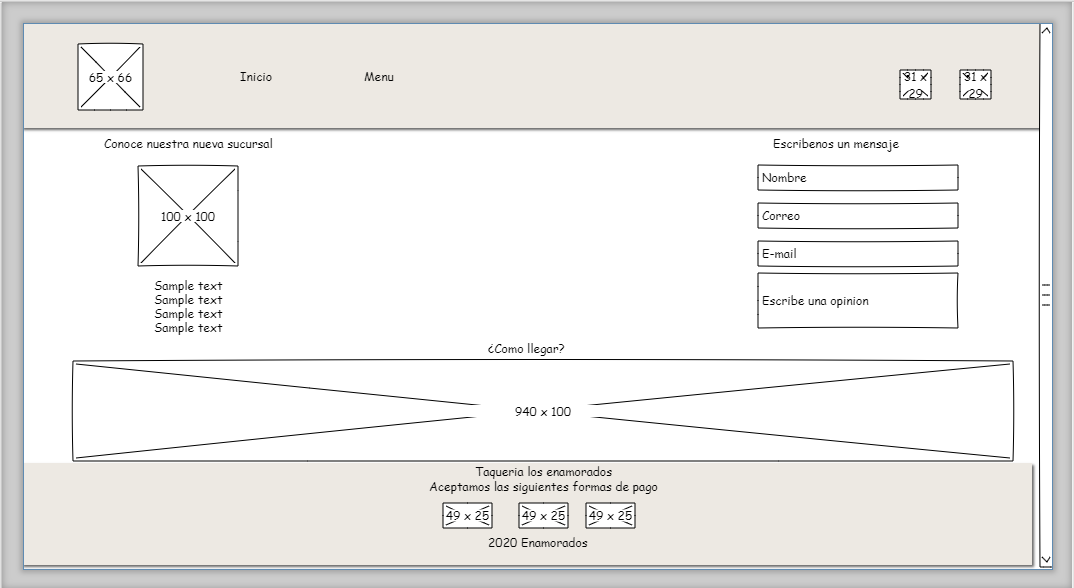 65 x 66
Inicio
Menu
31 x 29
31 x 29
Conoce nuestra nueva sucursal
100 x 100
Sample text
Sample text
Sample text
Sample text
Escribenos un mensaje
Nombre
Correo
E-mail
Escribe una opinion
¿Como llegar?
940 x 100
Taqueria los enamorados
Aceptamos las siguientes formas de pago
49 x 25
49 x 25
49 x 25
2020 Enamorados